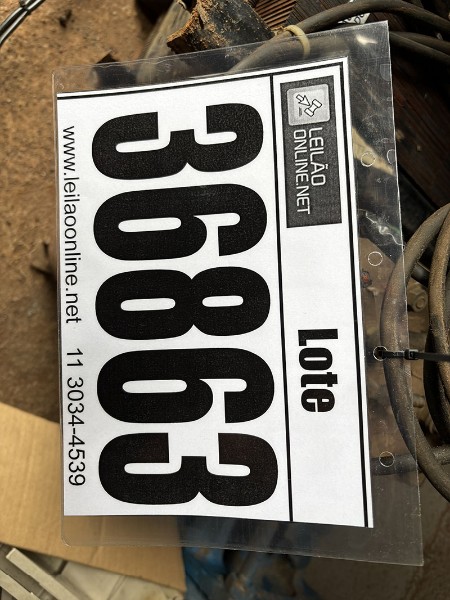 LEILÃO
ONLINE.NET
Lote
36863
www.leilaoonline.net 11 3034-4539